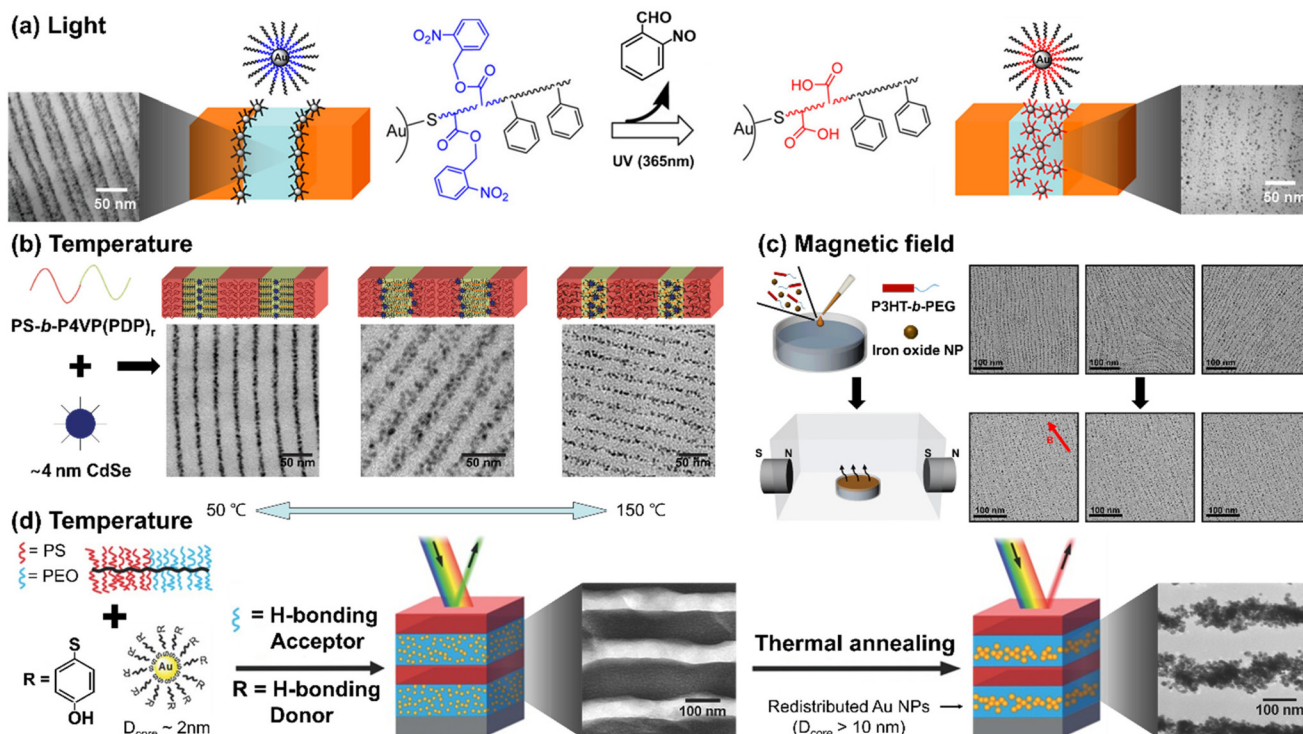 (a) Light
Au
50 nm
O₂N
O
O
Au
S
O
O
NO₂
CHO
NO
UV (365nm)
O
HO
Au
S
O
OH
Au
50 nm
(b) Temperature
PS-b-P4VP(PDP)r
+
~4 nm CdSe
50 nm
50 nm
50 nm
50 ℃
150 ℃
(c) Magnetic field
P3HT-b-PEG
Iron oxide NP
S
N
S
N
100 nm
100 nm
100 nm
B
100 nm
100 nm
100 nm
(d) Temperature
= PS
= PEO
+
R =
S
OH
R R R R R R R R R R
Au
Dcore ~ 2nm
= H-bonding
Acceptor
R = H-bonding
Donor
100 nm
Thermal annealing
Redistributed Au NPs
(Dcore > 10 nm)
100 nm